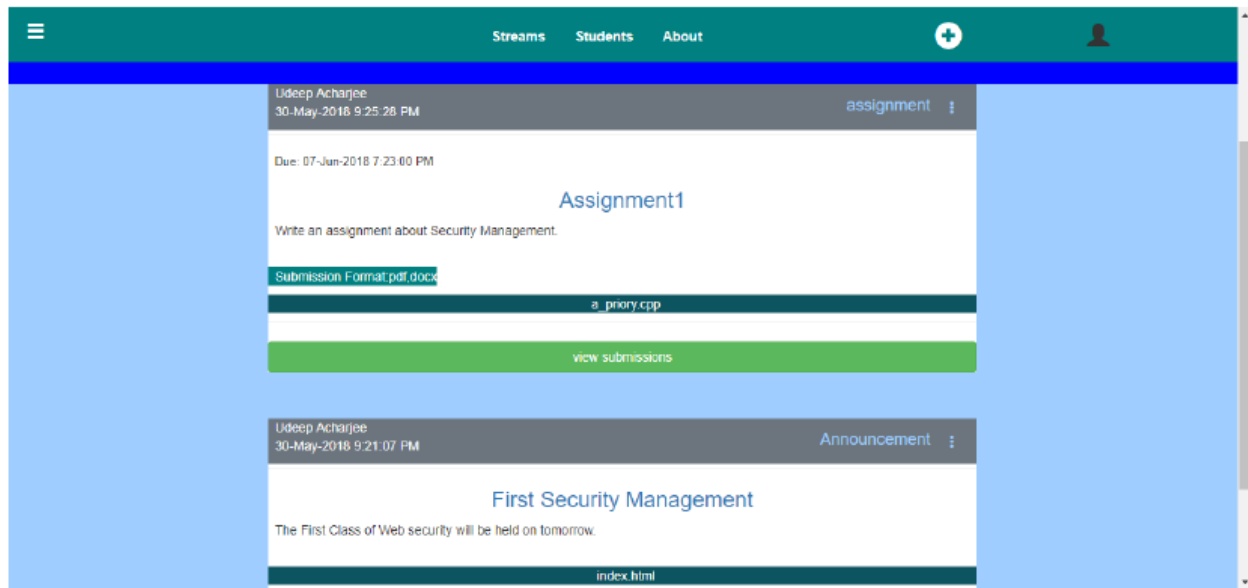 Streams Students About
Udeep Acharjee
30-May-2018 9:25:28 PM
assignment
Due: 07-Jun-2018 7:23:00 PM
Assignment1
Write an assignment about Security Management.
Submission Format:pdf,docx
a_priory.cpp
view submissions
Udeep Acharjee
30-May-2018 9:21:07 PM
Announcement
First Security Management
The First Class of Web security will be held on tomorrow.
index.html